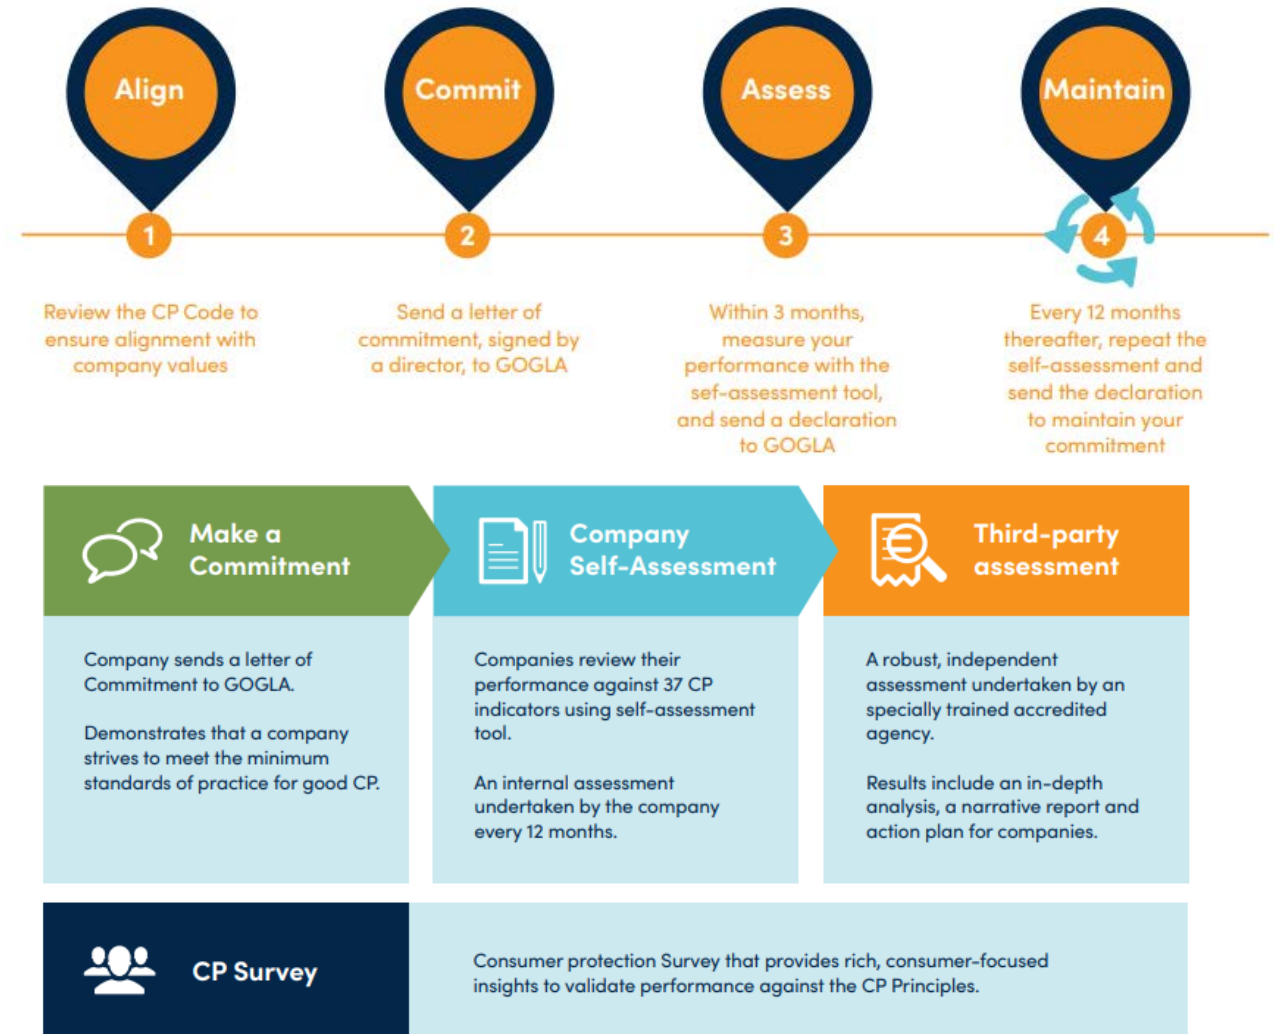 Align
Commit
Assess
Maintain
1
2
3
4
Review the CP Code to
ensure alignment with
company values
Send a letter of
commitment, signed by
a director, to GOGLA
Within 3 months,
measure your
performance with the
sef-assessment tool,
and send a declaration
to GOGLA
Every 12 months
thereafter, repeat the
self-assessment and
send the declaration
to maintain your
commitment
Make a
Commitment
Company sends a letter of
Commitment to GOGLA.
Demonstrates that a company
strives to meet the minimum
standards of practice for good CP.
Company
Self-Assessment
Companies review their
performance against 37 CP
indicators using self-assessment
tool.
An internal assessment
undertaken by the company
every 12 months.
Third-party
assessment
A robust, independent
assessment undertaken by an
specially trained accredited
agency.
Results include an in-depth
analysis, a narrative report and
action plan for companies.
CP Survey
Consumer protection Survey that provides rich, consumer-focused
insights to validate performance against the CP Principles.